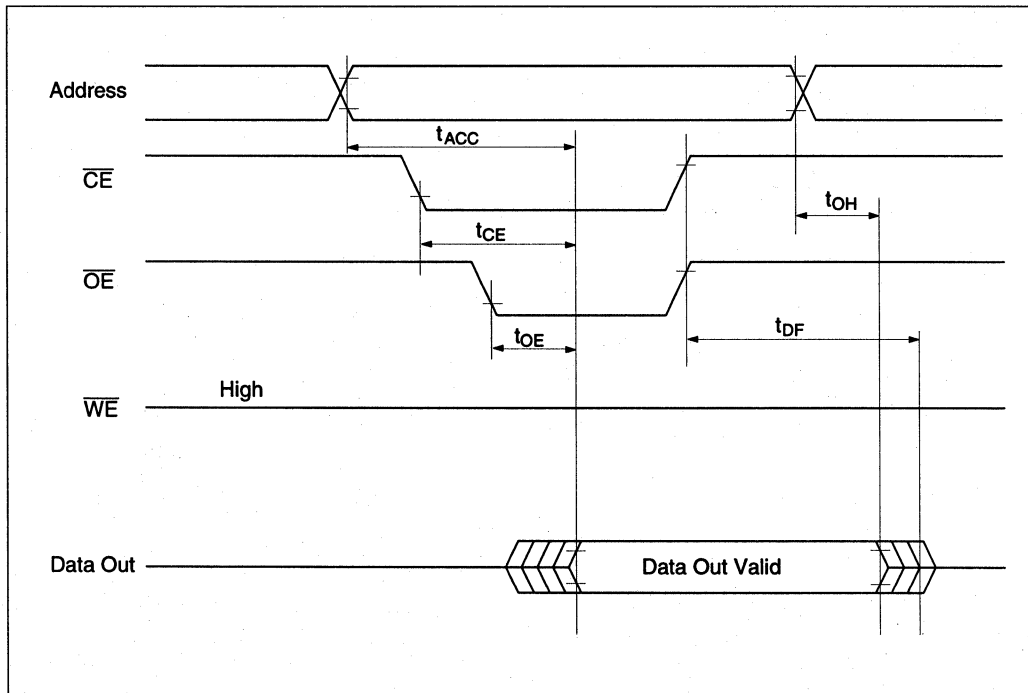 Address
tACC
CE
tOH
tCE
OE
tDF
tOE
High
WE
Data Out
Data Out Valid